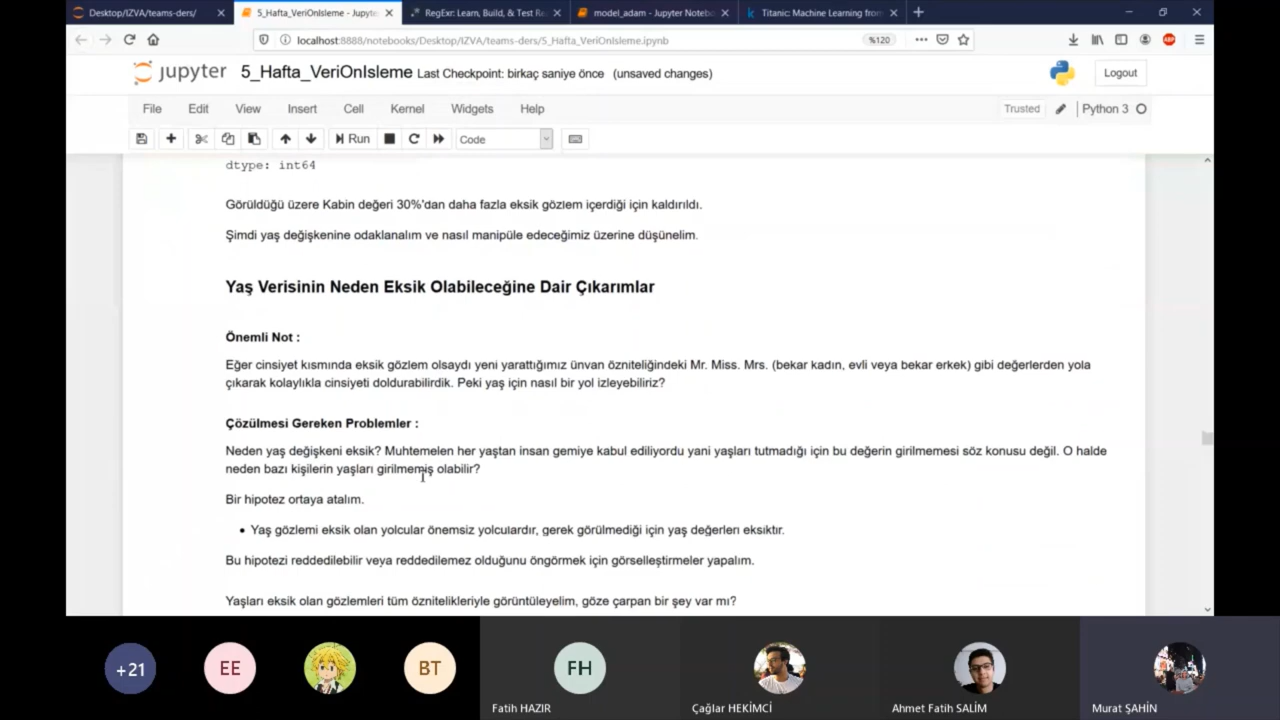 Desktop/IZVA/teams-ders/
5_Hafta_VeriOnIsleme - Jupyte
RegExr: Learn, Build, & Test Re
model_adam - Jupyter Notebo
Titanic: Machine Learning from
localhost:8888/notebooks/Desktop/IZVA/teams-ders/5_Hafta_VeriOnIsleme.ipynb
%120
ABP
jupyter 5_Hafta_VeriOnIsleme Last Checkpoint: birkaç saniye önce (unsaved changes)
Logout
File Edit View Insert Cell Kernel Widgets Help
Trusted Python 3
Run
Code
dtype: int64
Görüldüğü üzere Kabin değeri 30%'dan daha fazla eksik gözlem içerdiği için kaldırıldı.
Şimdi yaş değişkenine odaklanalım ve nasıl manipüle edeceğimiz üzerine düşünelim.
Yaş Verisinin Neden Eksik Olabileceğine Dair Çıkarımlar
Önemli Not :
Eğer cinsiyet kısmında eksik gözlem olsaydı yeni yarattığımız ünvan özniteliğindeki Mr. Miss. Mrs. (bekar kadın, evli veya bekar erkek) gibi değerlerden yola
çıkarak kolaylıkla cinsiyeti doldurabilirdik. Peki yaş için nasıl bir yol izleyebiliriz?
Çözülmesi Gereken Problemler :
Neden yaş değişkeni eksik? Muhtemelen her yaştan insan gemiye kabul ediliyordu yani yaşları tutmadığı için bu değerin girilmemesi söz konusu değil. O halde
neden bazı kişilerin yaşları girilmemiş olabilir?
Bir hipotez ortaya atalım.
• Yaş gözlemi eksik olan yolcular önemsiz yolculardır, gerek görülmediği için yaş değerleri eksiktir.
Bu hipotezi reddedilebilir veya reddedilemez olduğunu öngörmek için görselleştirmeler yapalım.
Yaşları eksik olan gözlemleri tüm öznitelikleriyle görüntüleyelim, göze çarpan bir şey var mı?
+21
EE
BT
FH
Fatih HAZIR
Çağlar HEKİMCİ
Ahmet Fatih SALİM
Murat ŞAHİN